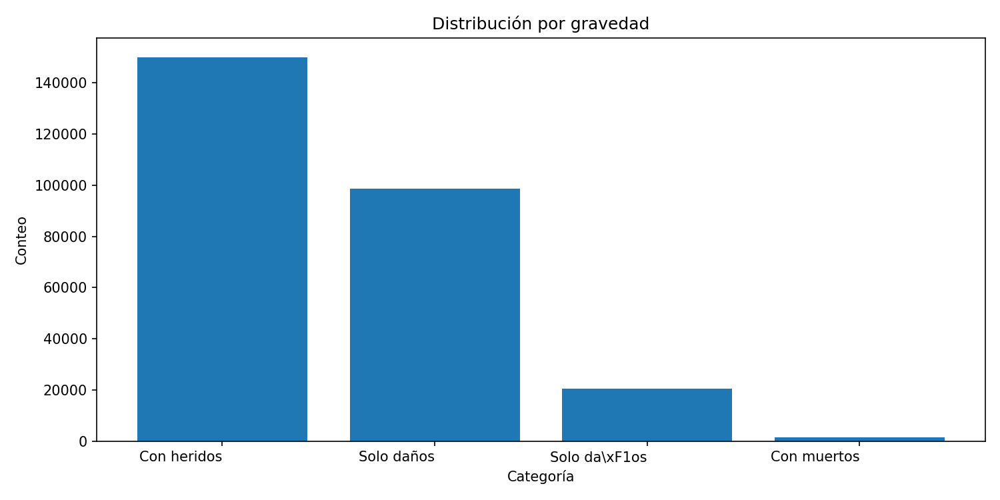 Distribución por gravedad
Conteo
140000
120000
100000
80000
60000
40000
20000
0
Con heridos
Solo daños
Solo da\xF1os
Con muertos
Categoría